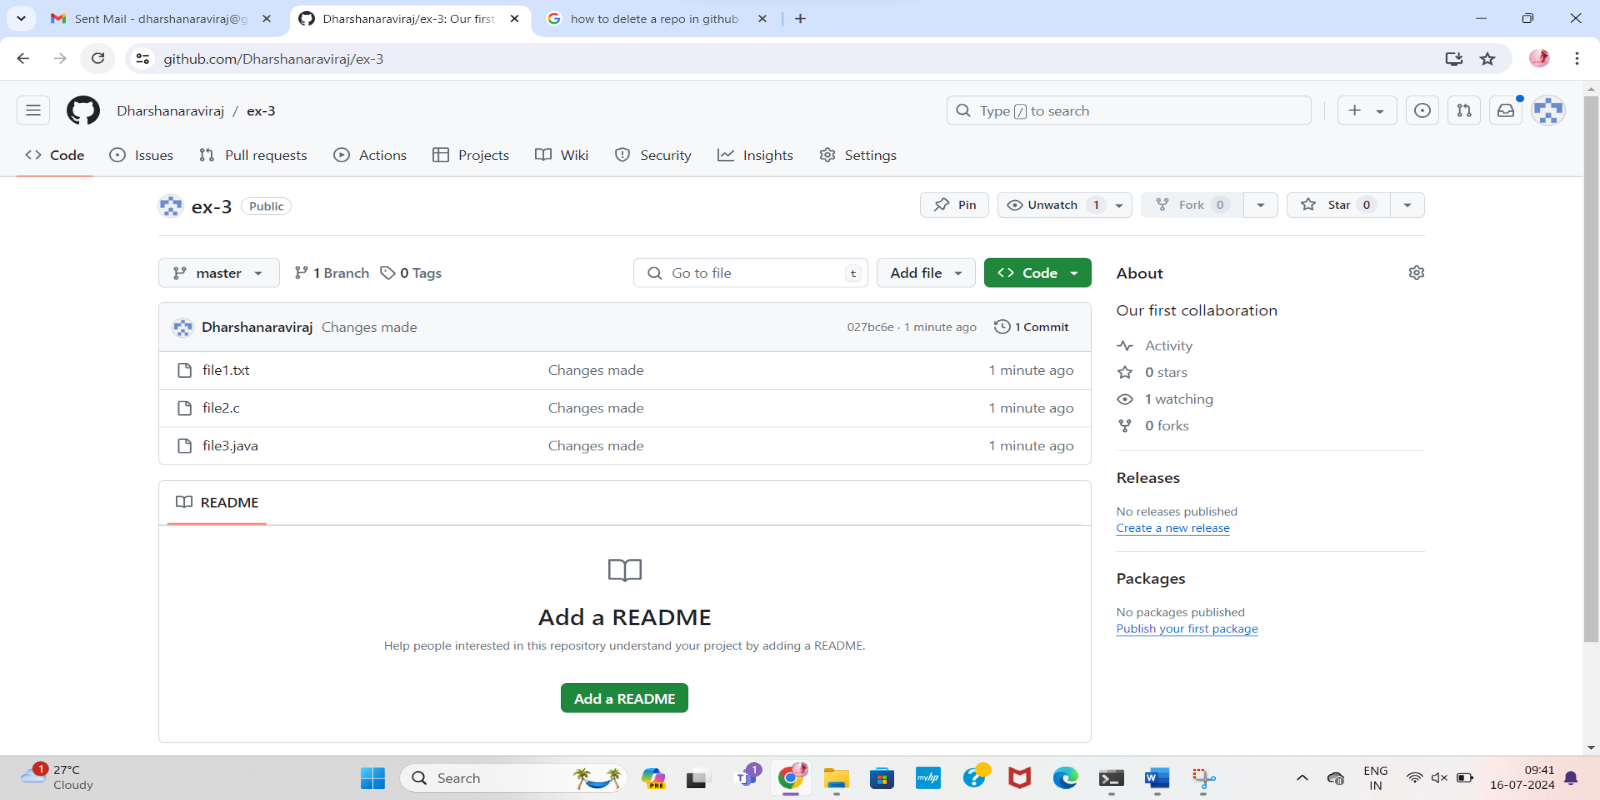 Sent Mail - dharshanaraviraj@g
Dharshanaraviraj/ex-3: Our first
how to delete a repo in github
github.com/Dharshanaraviraj/ex-3
Dharshanaraviraj / ex-3
Type / to search
Code Issues Pull requests Actions Projects Wiki Security Insights Settings
ex-3 Public
Pin Unwatch 1 Fork 0 Star 0
master 1 Branch 0 Tags Go to file t Add file Code
Dharshanaraviraj Changes made 027bc6e · 1 minute ago 1 Commit
file1.txt Changes made 1 minute ago
file2.c Changes made 1 minute ago
file3.java Changes made 1 minute ago
README
Add a README
Help people interested in this repository understand your project by adding a README.
Add a README
About
Our first collaboration
Activity
0 stars
1 watching
0 forks
Releases
No releases published
Create a new release
Packages
No packages published
Publish your first package
1
27°C
Cloudy
Search
PRE
1
myhp
ENG
IN
09:41
16-07-2024